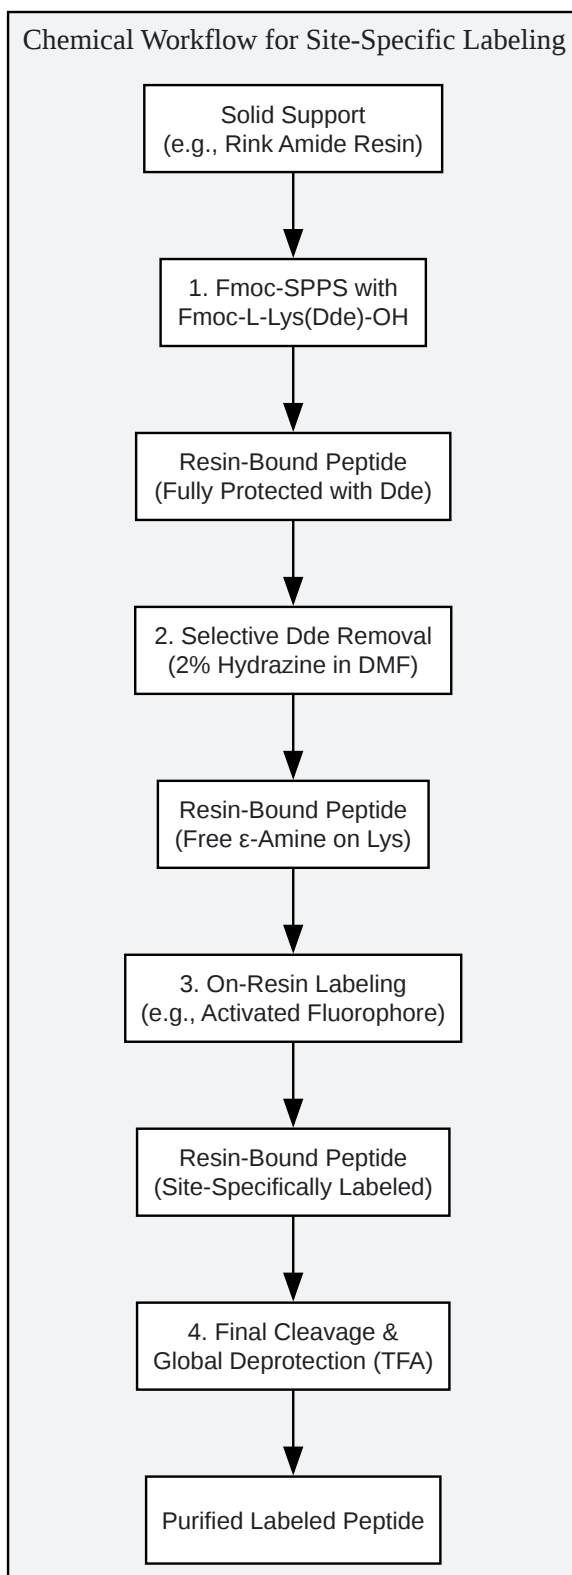 Chemical Workflow for Site-Specific Labeling
Solid Support
(e.g., Rink Amide Resin)
1. Fmoc-SPPS with
Fmoc-L-Lys(Dde)-OH
Resin-Bound Peptide
(Fully Protected with Dde)
2. Selective Dde Removal
(2% Hydrazine in DMF)
Resin-Bound Peptide
(Free ε-Amine on Lys)
3. On-Resin Labeling
(e.g., Activated Fluorophore)
Resin-Bound Peptide
(Site-Specifically Labeled)
4. Final Cleavage &
Global Deprotection (TFA)
Purified Labeled Peptide